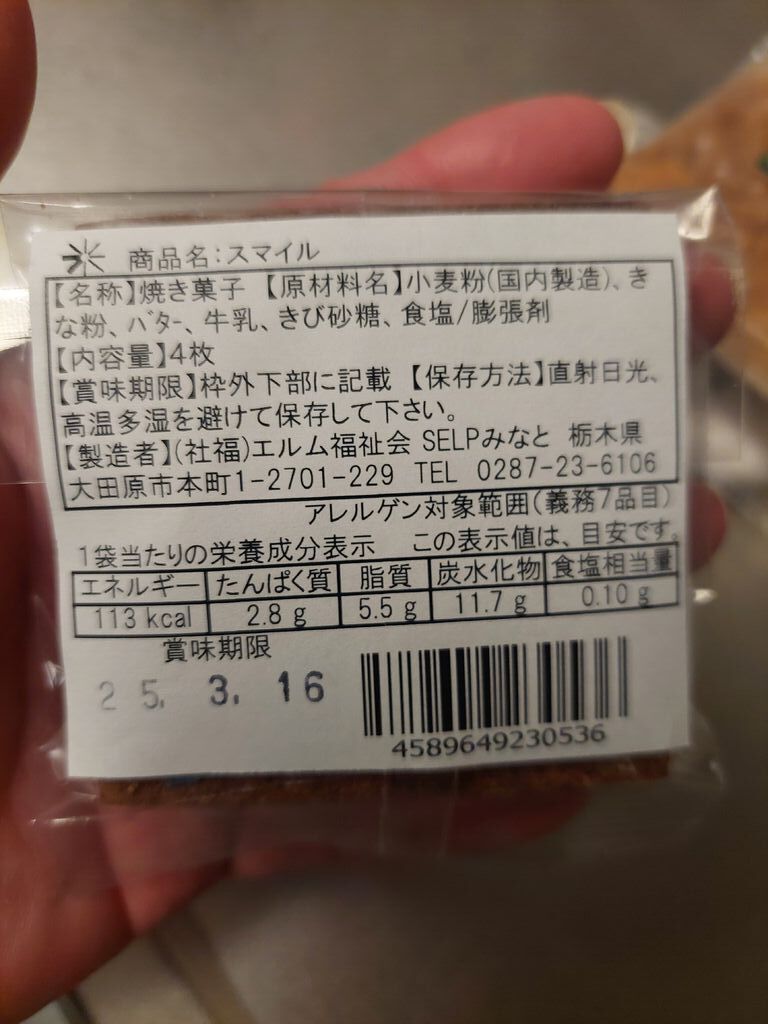 商品名:スマイル
【名称】焼き菓子 【原材料名】小麦粉(国内製造)、き
な粉、バター、牛乳、きび砂糖、食塩/膨張剤
【内容量】4枚
【賞味期限】枠外下部に記載 【保存方法】直射日光、
高温多湿を避けて保存して下さい。
【製造者】(社福)エルム福祉会 SELPみなと 栃木県
大田原市本町1-2701-229 TEL 0287-23-6106
アレルゲン対象範囲(義務7品目)
1袋当たりの栄養成分表示 この表示値は、目安です。
エネルギー たんぱく質 脂質 炭水化物 食塩相当量
113 kcal 2.8 g 5.5 g 11.7 g 0.10 g
賞味期限
25. 3. 16
4589649230536